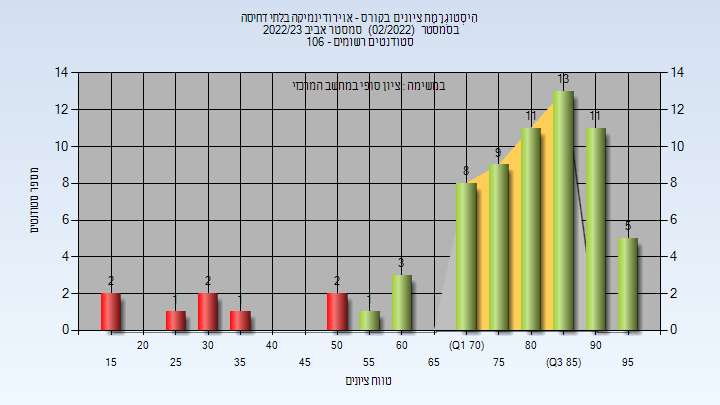 היסטוגרמת ציונים בקורס - אוירודינמיקה בלתי דחיסה
בסמסטר (02/2022) סמסטר אביב 2022/23
סטודנטים רשומים - 106
במשימה : ציון סופי במחשב המרכזי
מספר סטודנטים
14 12 10 8 6 4 2 0
2 1 2 1 2 1 3 8 9 11 13 11 5
14 12 10 8 6 4 2 0
20 30 40 50 60 (Q1 70) 80 90
15 25 35 45 55 65 75 (Q3 85) 95
טווח ציונים